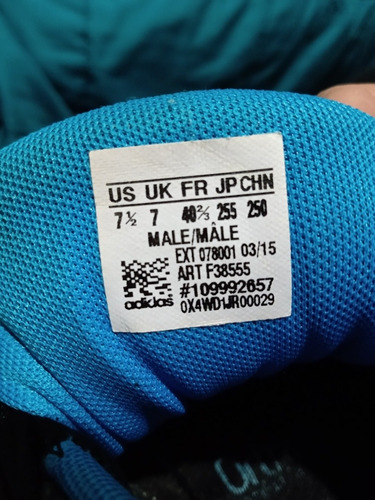 US UK FR JP CHN
7½ 7 40⅔ 255 250
MALE/MÂLE
EXT 078001 03/15
ART F38555
#109992657
adidas 0X4WD1JR00029